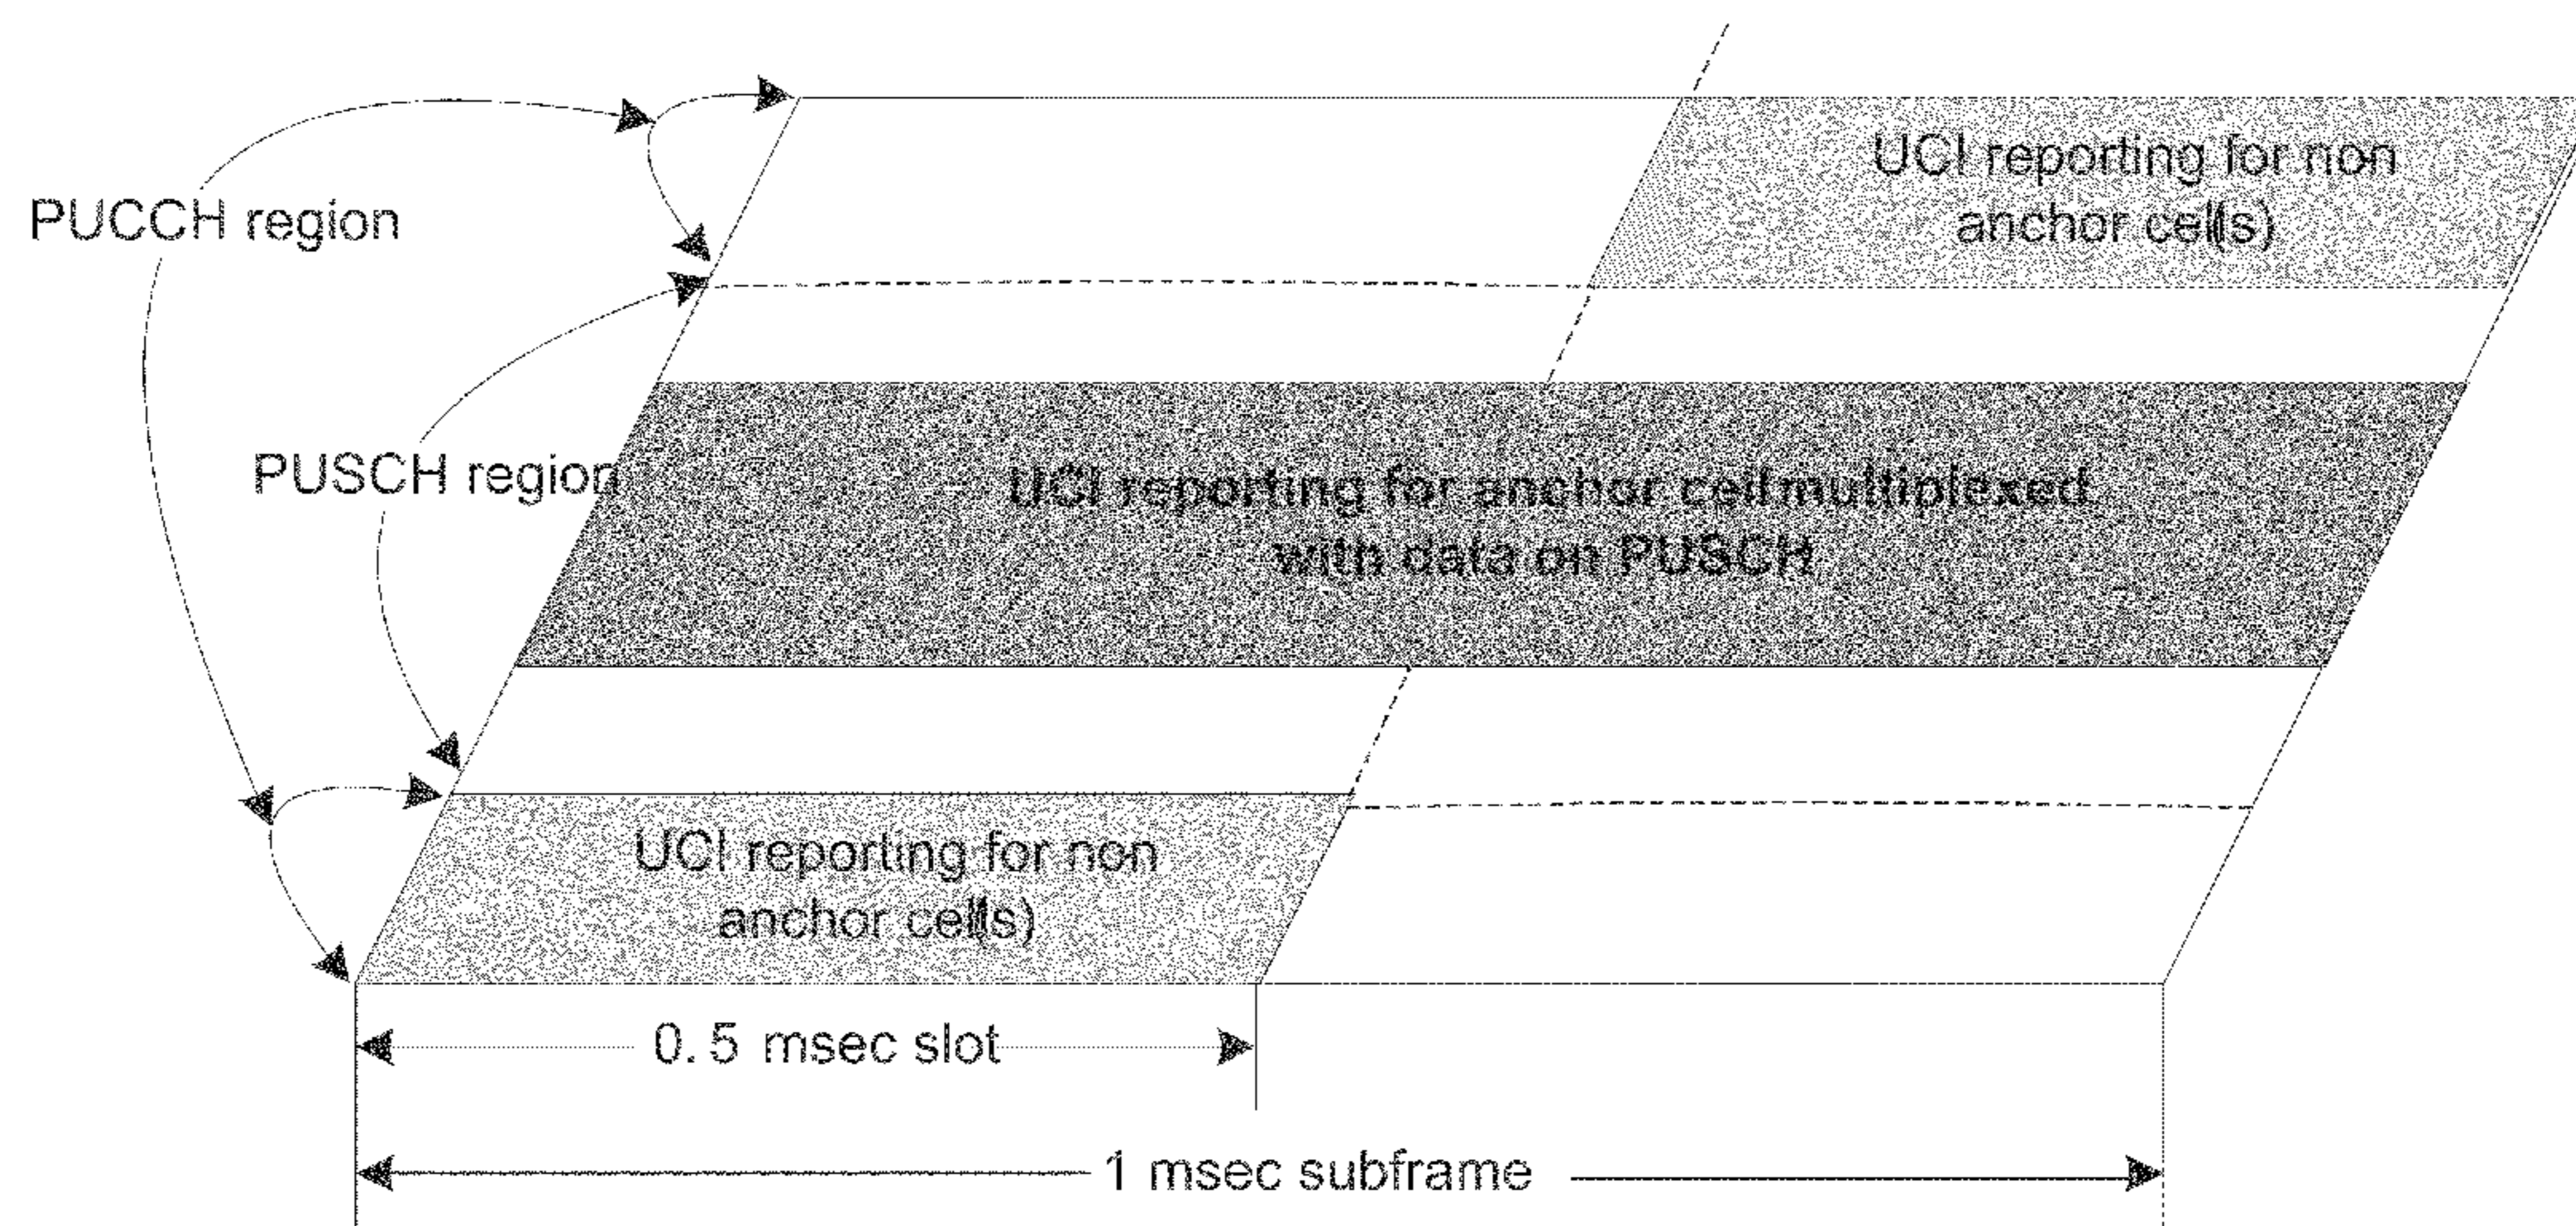 UCI reporting for non
anchor cell(s)
PUCCH region
PUSCH region
UCI reporting for anchor cell multiplexed
with data on PUSCH
UCI reporting for non
anchor cell(s)
0.5 msec slot
1 msec subframe